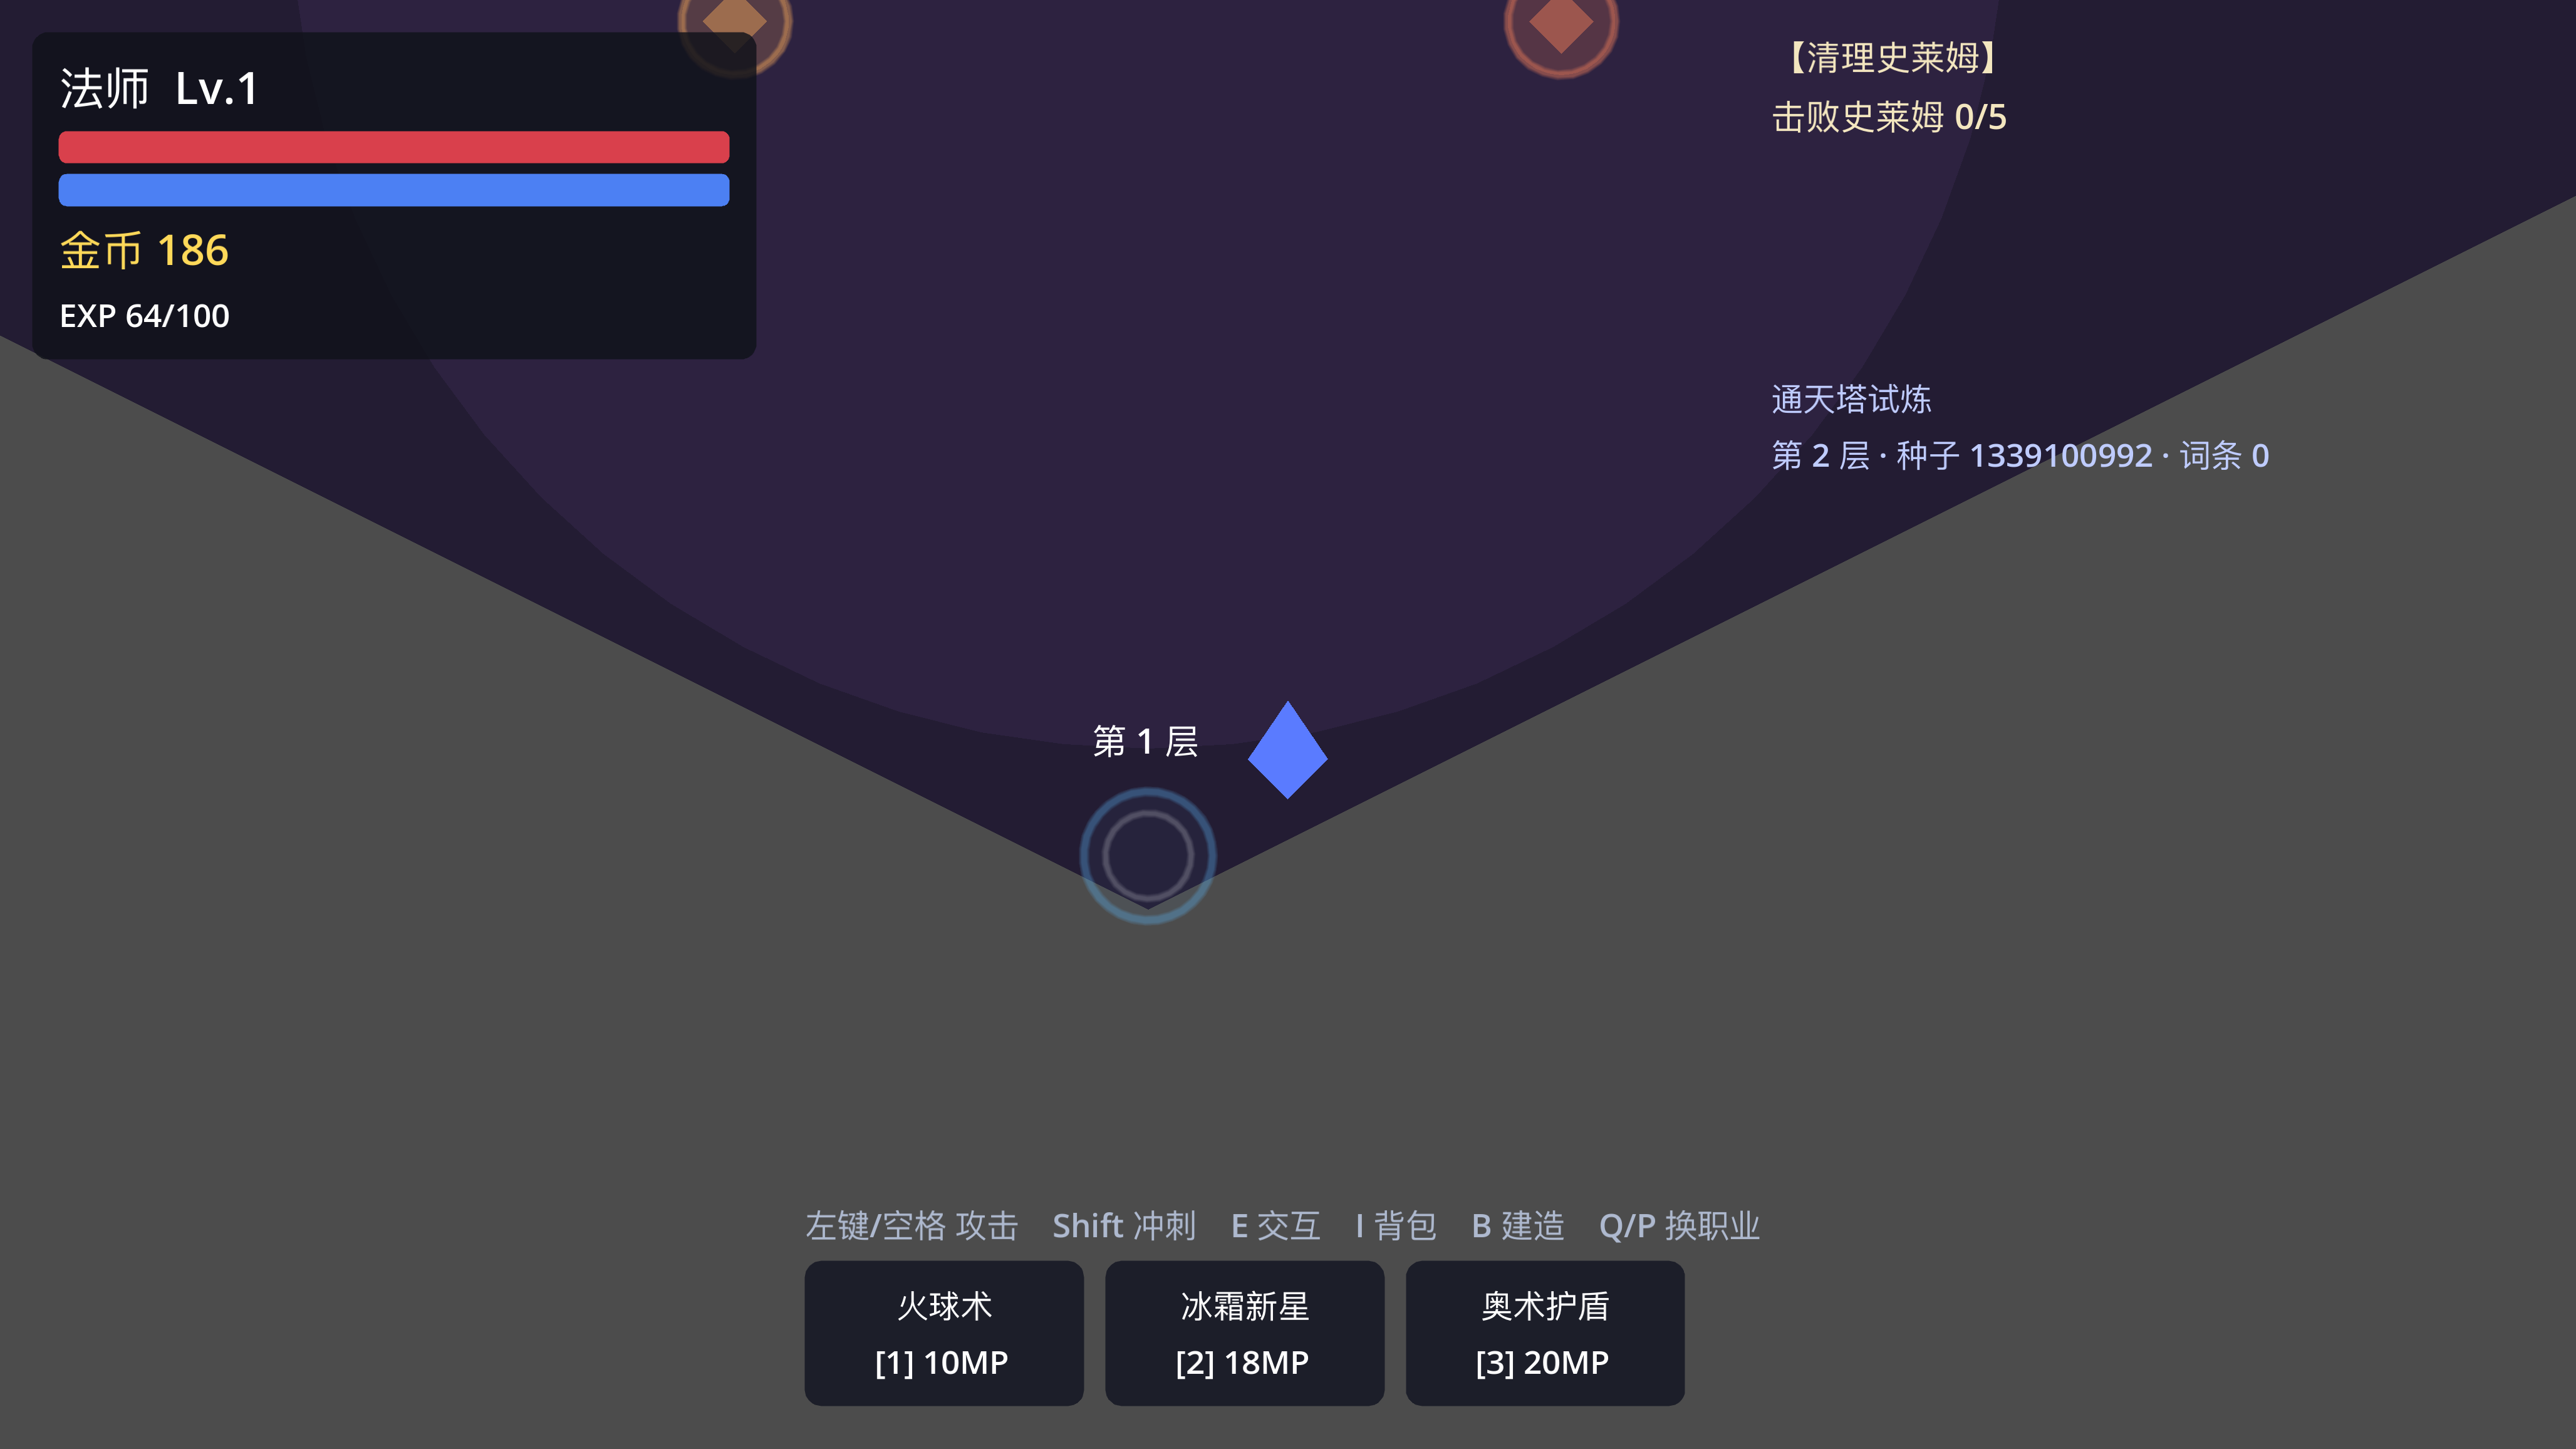 法师 Lv.1
金币 186
EXP 64/100
【清理史莱姆】
击败史莱姆 0/5
通天塔试炼
第 2 层 · 种子 1339100992 · 词条 0
第 1 层
左键/空格 攻击 Shift 冲刺 E 交互 I 背包 B 建造 Q/P 换职业
火球术
[1] 10MP
冰霜新星
[2] 18MP
奥术护盾
[3] 20MP